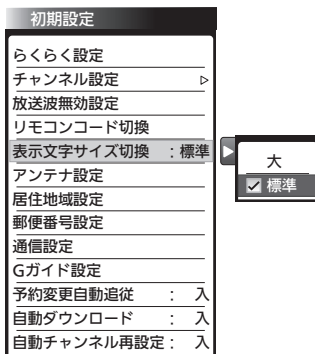 初期設定
らくらく設定
チャンネル設定
放送波無効設定
リモコンコード切換
表示文字サイズ切換 : 標準
アンテナ設定
居住地域設定
郵便番号設定
通信設定
Gガイド設定
予約変更自動追従 : 入
自動ダウンロード : 入
自動チャンネル再設定 : 入
大
標準